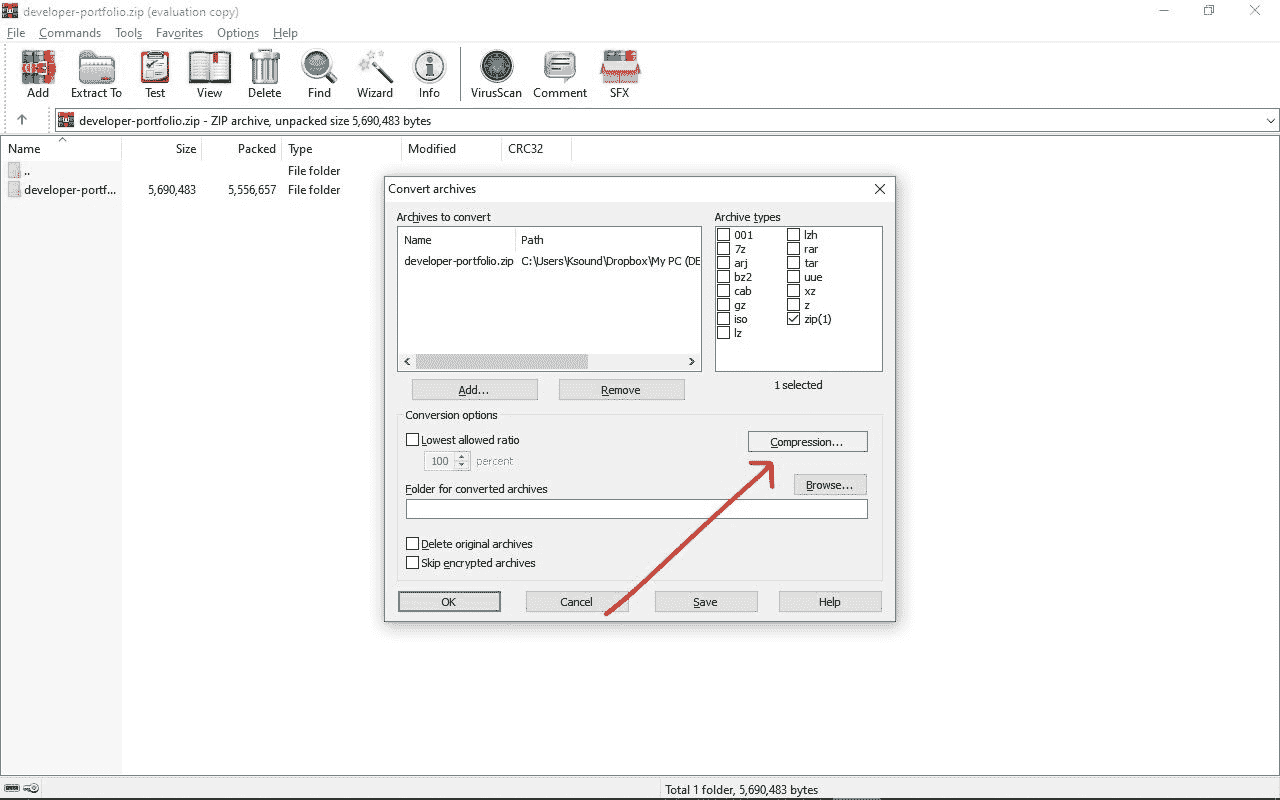 developer-portfolio.zip (evaluation copy)
File Commands Tools Favorites Options Help
Add Extract To Test View Delete Find Wizard Info VirusScan Comment SFX
developer-portfolio.zip - ZIP archive, unpacked size 5,690,483 bytes
Name Size Packed Type Modified CRC32
.. File folder
developer-portf... 5,690,483 5,556,657 File folder
Convert archives
Archives to convert
Name Path
developer-portfolio.zip C:\Users\Ksound\Dropbox\My PC (DE
Add... Remove
Archive types
001 lzh
7z rar
arj tar
bz2 uue
cab xz
gz z
iso zip(1)
lz
1 selected
Conversion options
Lowest allowed ratio
100 percent
Compression...
Browse...
Folder for converted archives
Delete original archives
Skip encrypted archives
OK Cancel Save Help
Total 1 folder, 5,690,483 bytes